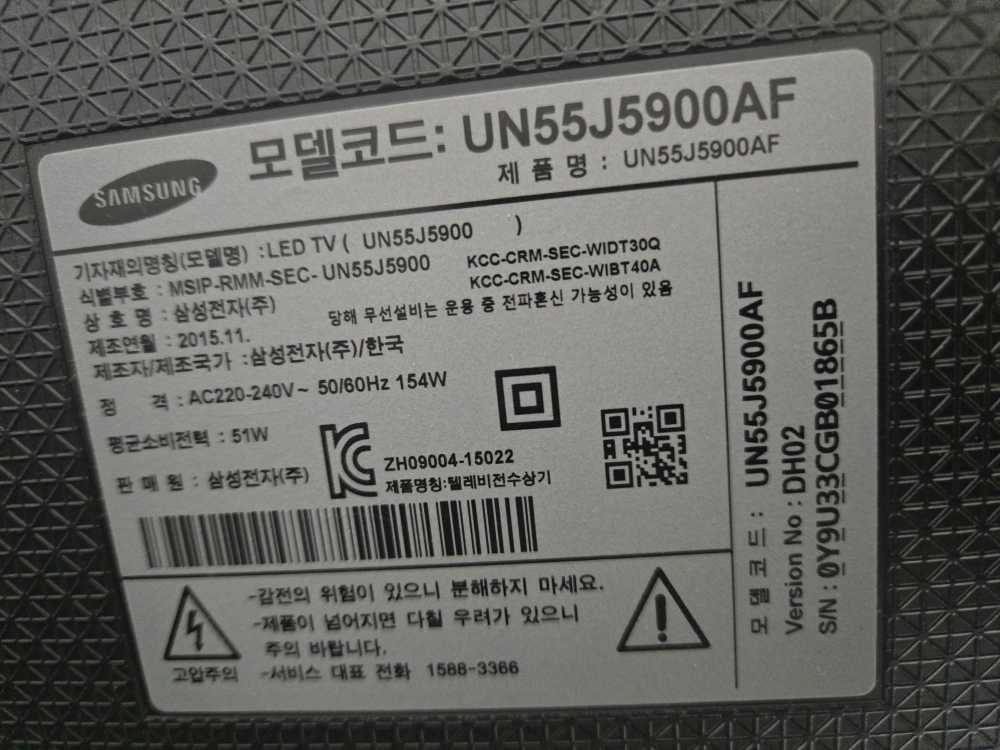 SAMSUNG
모델코드: UN55J5900AF
제 품 명 : UN55J5900AF
기자재의명칭(모델명) :LED TV ( UN55J5900 )
식별부호 : MSIP-RMM-SEC- UN55J5900
KCC-CRM-SEC-WIDT30Q
KCC-CRM-SEC-WIBT40A
상 호 명 : 삼성전자(주)
당해 무선설비는 운용 중 전파혼신 가능성이 있음
제조연월 : 2015.11.
제조자/제조국가 :삼성전자(주)/한국
정 격 : AC220-240V~ 50/60Hz 154W
평균소비전력 : 51W
판 매 원 : 삼성전자(주)
ZH09004-15022
제품명칭:텔레비전수상기
-감전의 위험이 있으니 분해하지 마세요.
-제품이 넘어지면 다칠 우려가 있으니
주의 바랍니다.
-서비스 대표 전화 1588-3366
고압주의
모 델 코 드 : UN55J5900AF
Version No : DH02
S/N : 0Y9U33CGB01865B